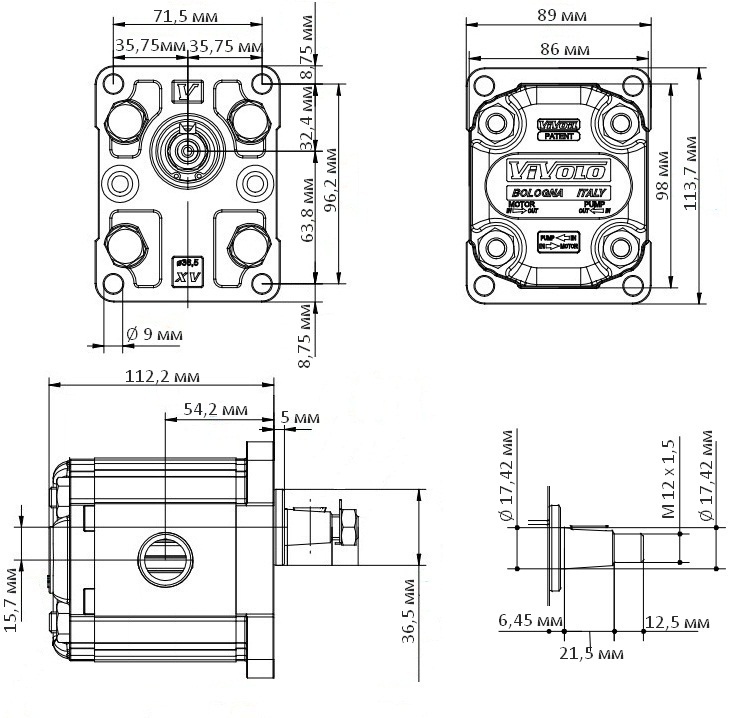 71,5 мм
35,75мм
35,75 мм
8,75 мм
32,4 мм
63,8 мм
96,2 мм
8,75 мм
Ø 9 мм
V
ø36,5
XV
89 мм
86 мм
98 мм
113,7 мм
VIVOLO
PATENT
VIVOLO
BOLOGNA ITALY
MOTOR PUMP
IN OUT OUT IN
PUMP IN
IN MOTOR
112,2 мм
54,2 мм
5 мм
15,7 мм
36,5 мм
Ø 17,42 мм
M 12 x 1,5
Ø 17,42 мм
6,45 мм
12,5 мм
21,5 мм